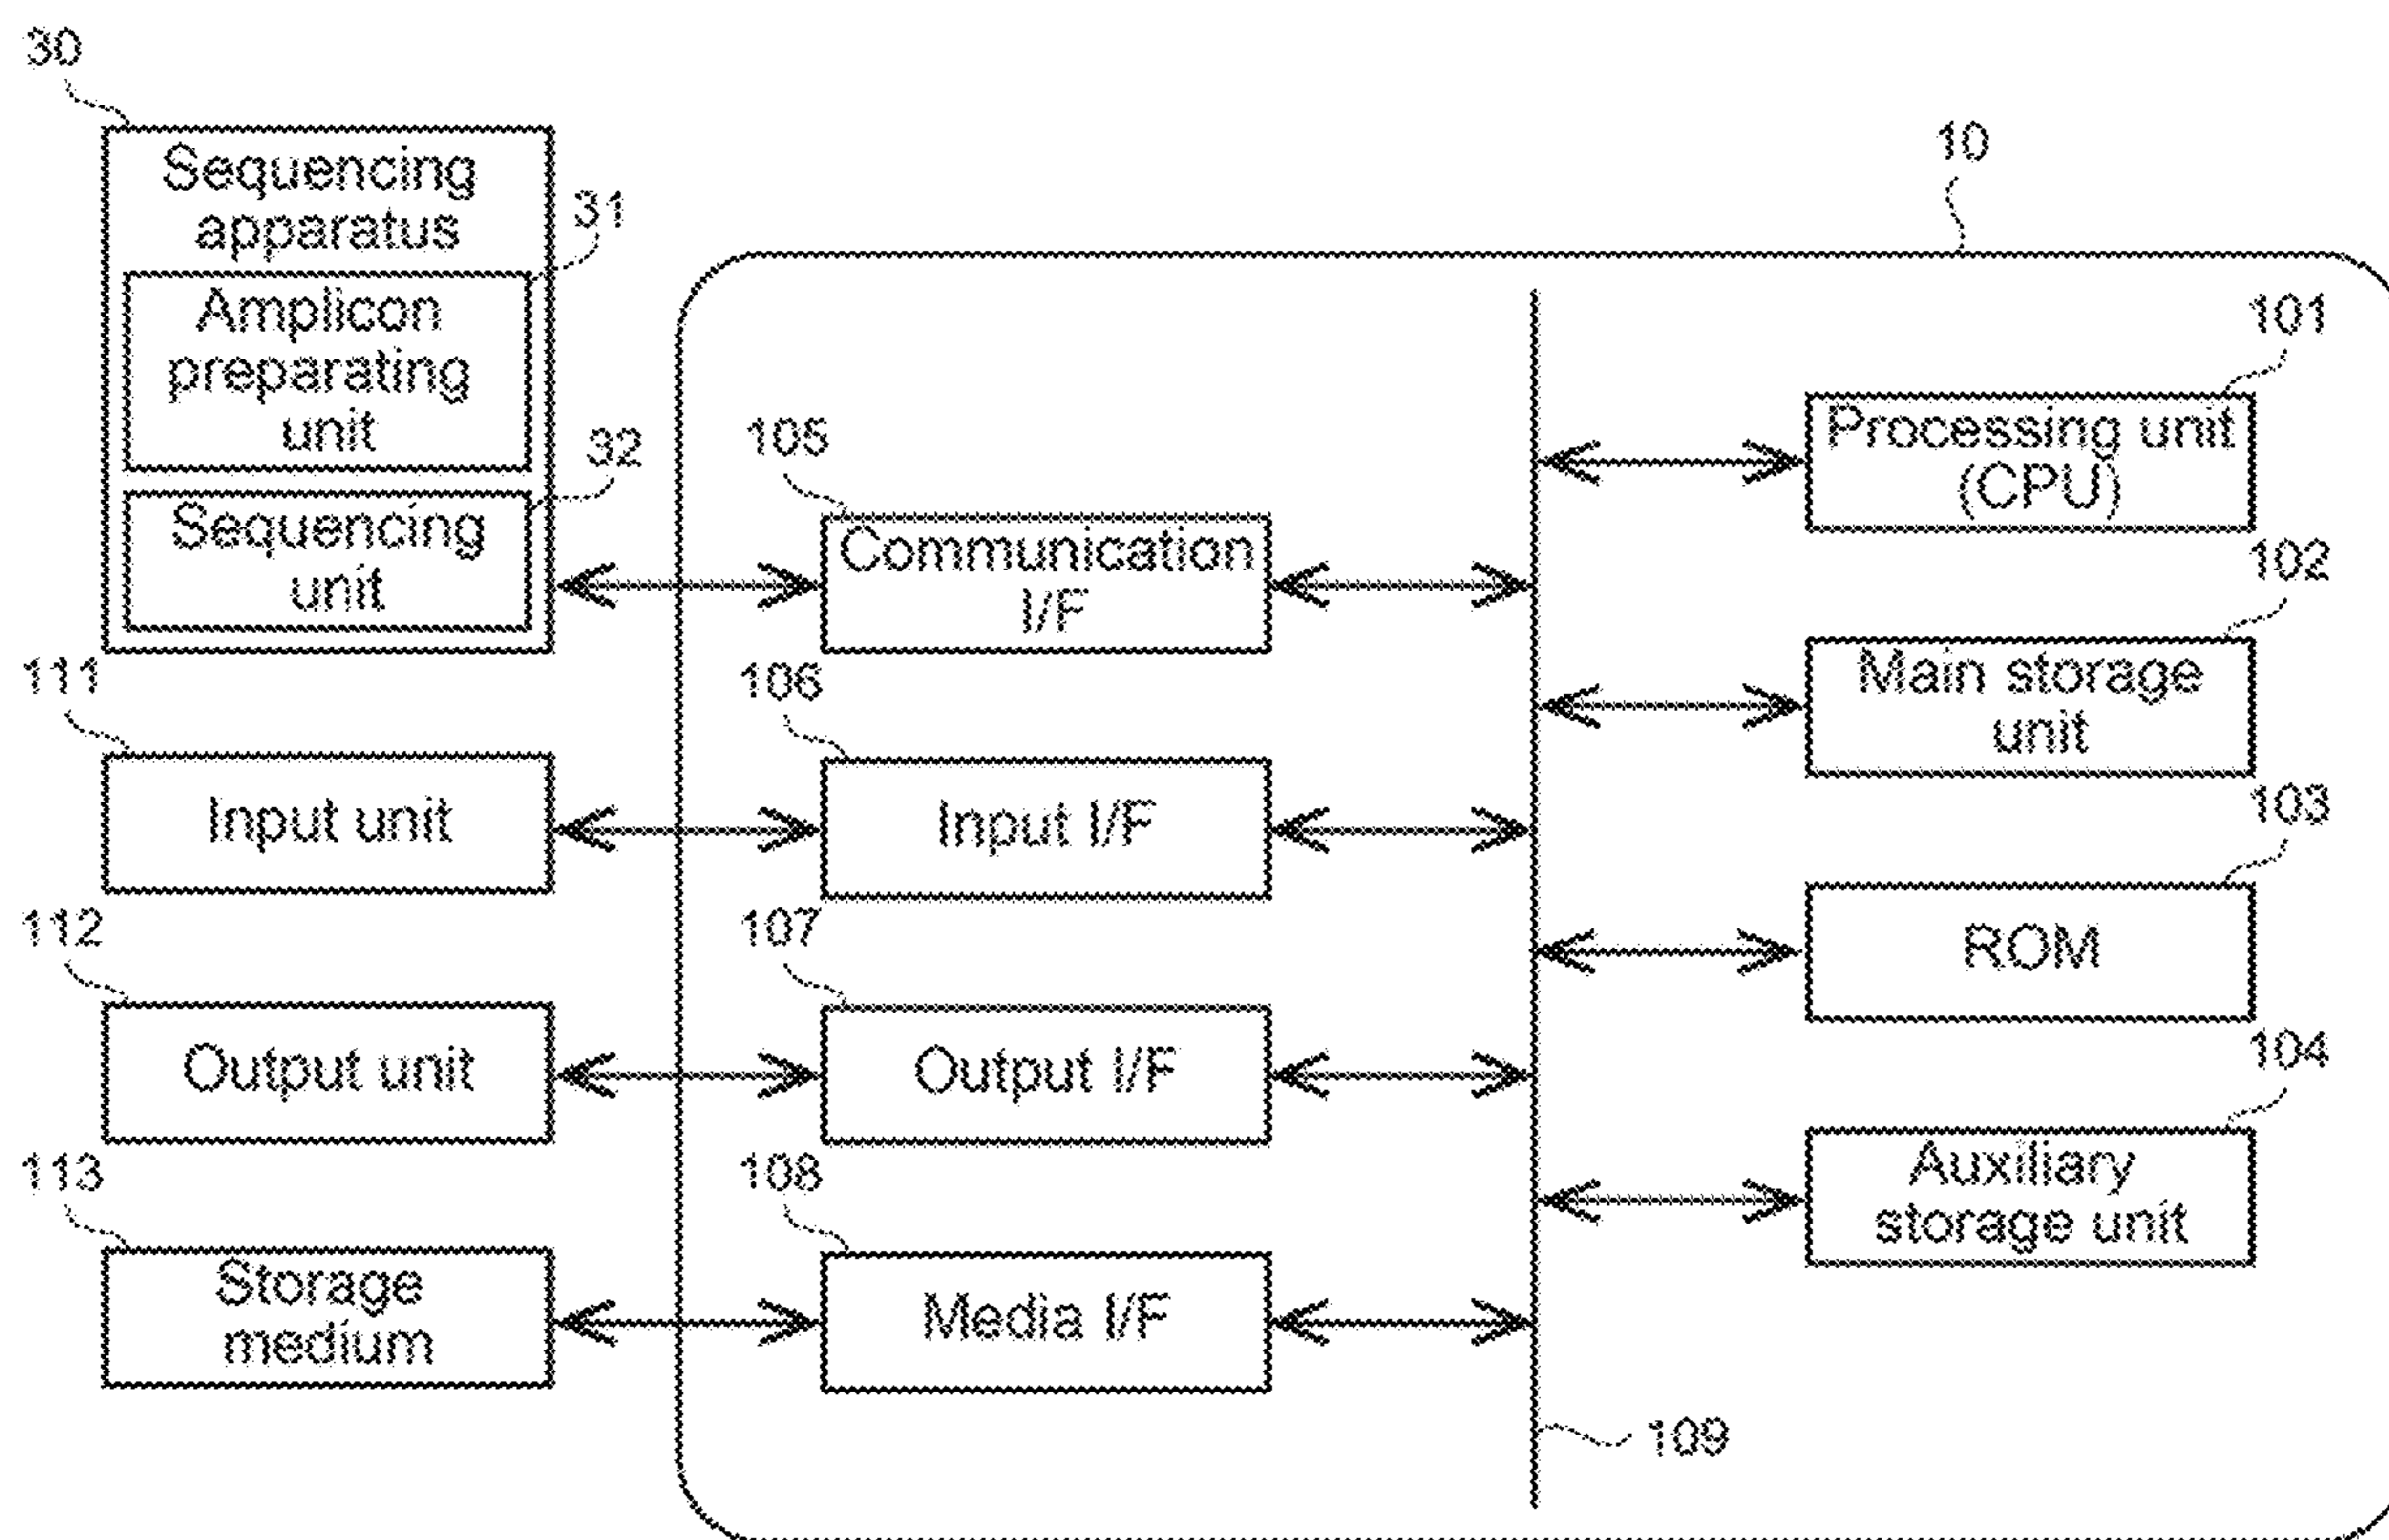 30
Sequencing
apparatus
31
Amplicon
preparating
unit
32
Sequencing
unit
10
101
Processing unit
(CPU)
105
Communication
I/F
102
Main storage
unit
111
Input unit
106
Input I/F
103
ROM
112
Output unit
107
Output I/F
104
Auxiliary
storage unit
113
Storage
medium
108
Media I/F
109